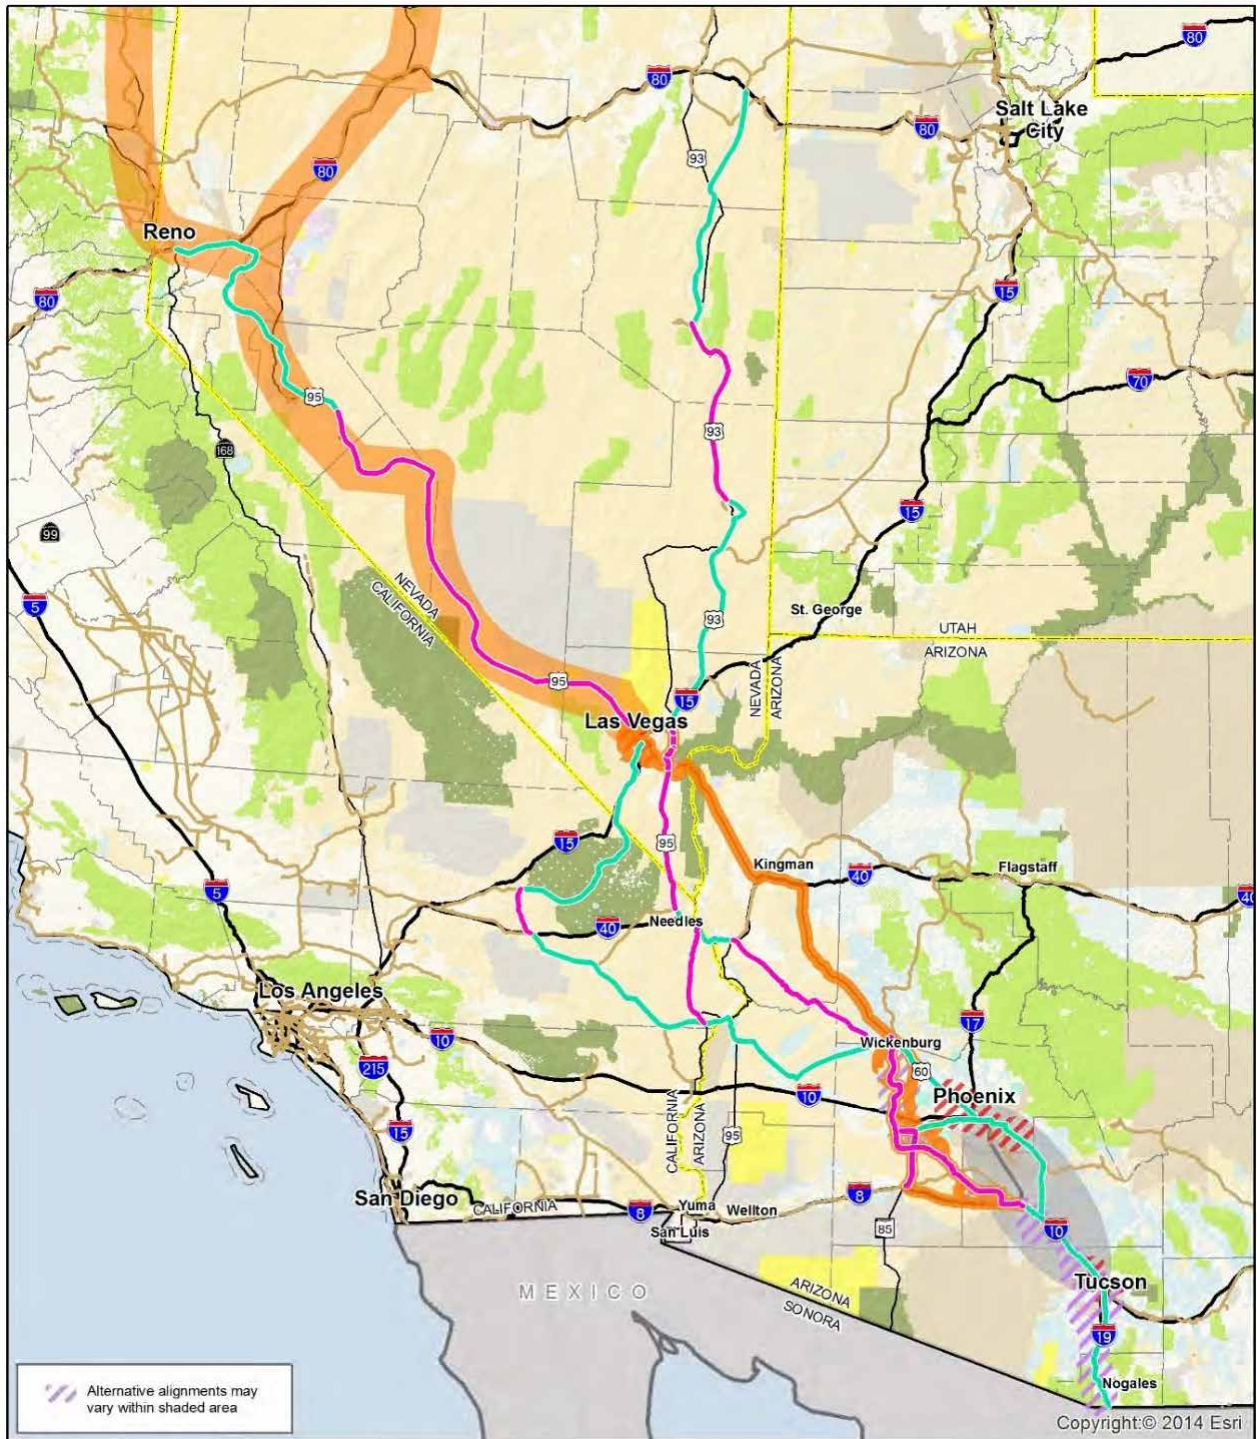 80
80
Salt Lake
City
80
93
80
Reno
15
80
70
95
93
168
15
99
NEVADA
CALIFORNIA
5
St. George
93
UTAH
ARIZONA
95
NEVADA
ARIZONA
15
Las Vegas
15
95
Kingman
40
Flagstaff
5
40
Needles
40
Los Angeles
17
10
Wickenburg
215
60
10
Phoenix
15
CALIFORNIA
ARIZONA
95
San Diego
CALIFORNIA
8
Yuma
Wellton
8
San Luis
85
10
MEXICO
ARIZONA
SONORA
Tucson
19
Nogales
Alternative alignments may
vary within shaded area
Copyright:© 2014 Esri